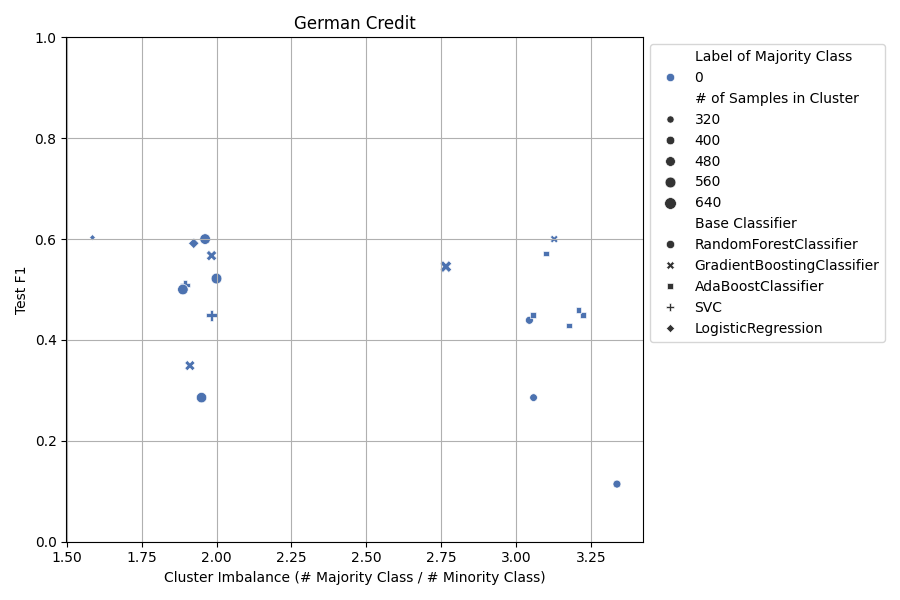 German Credit
1.0
0.8
0.6
0.4
0.2
0.0
Test F1
1.50 1.75 2.00 2.25 2.50 2.75 3.00 3.25
Cluster Imbalance (# Majority Class / # Minority Class)
Label of Majority Class
0
# of Samples in Cluster
320
400
480
560
640
Base Classifier
RandomForestClassifier
GradientBoostingClassifier
AdaBoostClassifier
SVC
LogisticRegression